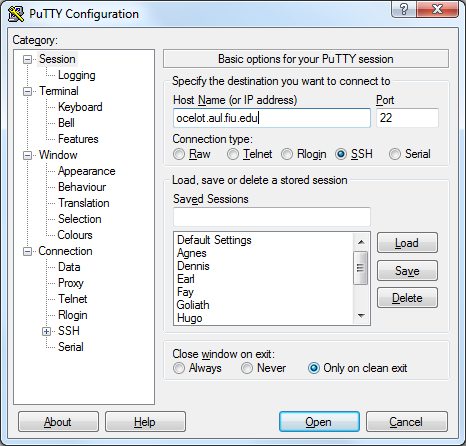 PuTTY Configuration
Category:
Session
Logging
Terminal
Keyboard
Bell
Features
Window
Appearance
Behaviour
Translation
Selection
Colours
Connection
Data
Proxy
Telnet
Rlogin
SSH
Serial
Basic options for your PuTTY session
Specify the destination you want to connect to
Host Name (or IP address) Port
ocelot.aul.fiu.edu 22
Connection type:
Raw Telnet Rlogin SSH Serial
Load, save or delete a stored session
Saved Sessions
Default Settings
Agnes
Dennis
Earl
Fay
Goliath
Hugo
Load
Save
Delete
Close window on exit:
Always Never Only on clean exit
About Help Open Cancel